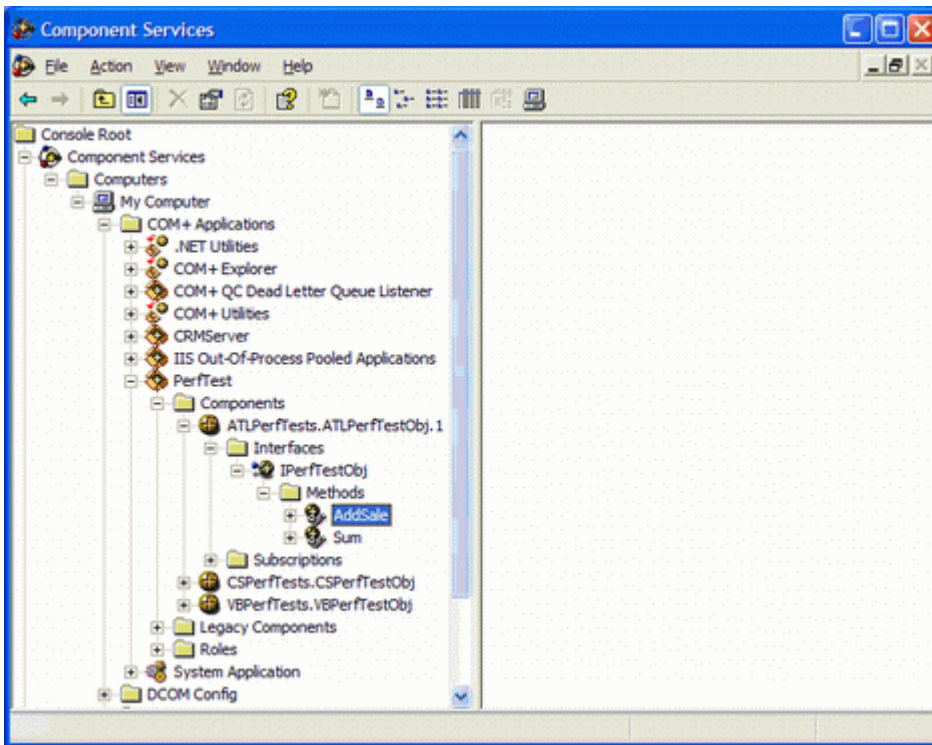 Component Services
File Action View Window Help
Console Root
Component Services
Computers
My Computer
COM+ Applications
.NET Utilities
COM+ Explorer
COM+ QC Dead Letter Queue Listener
COM+ Utilities
CRMServer
IIS Out-Of-Process Pooled Applications
PerfTest
Components
ATLPerfTests.ATLPerfTestObj.1
Interfaces
IPerfTestObj
Methods
AddSale
Sum
Subscriptions
CSPerfTests.CSPerfTestObj
VBPerfTests.VBPerfTestObj
Legacy Components
Roles
System Application
DCOM Config